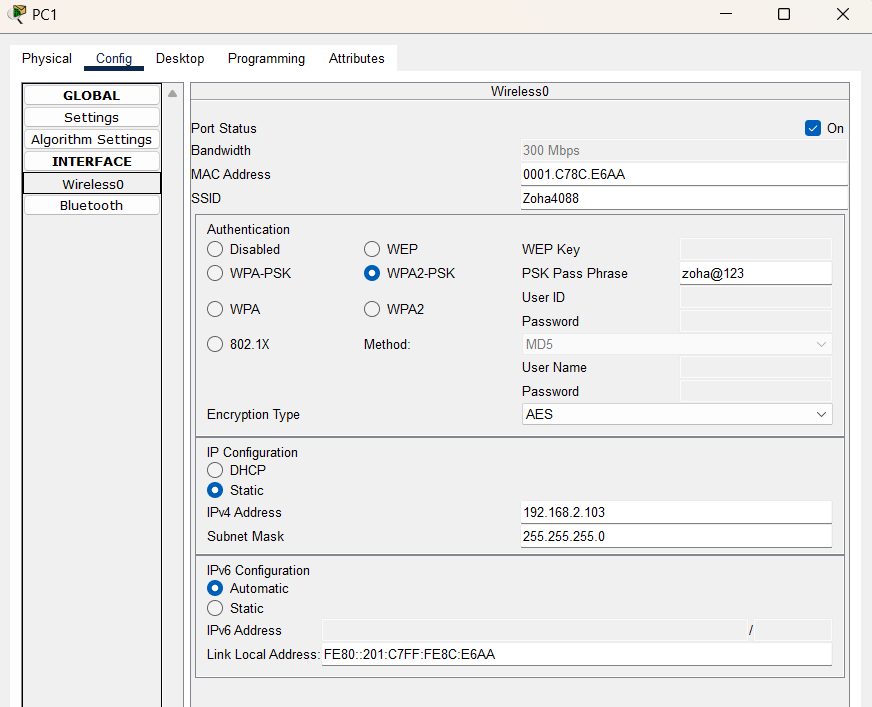 PC1
Physical Config Desktop Programming Attributes
GLOBAL
Settings
Algorithm Settings
INTERFACE
Wireless0
Bluetooth
Wireless0
Port Status On
Bandwidth 300 Mbps
MAC Address 0001.C78C.E6AA
SSID Zoha4088
Authentication
Disabled WEP WEP Key
WPA-PSK WPA2-PSK PSK Pass Phrase zoha@123
User ID
WPA WPA2
Password
802.1X Method: MD5
User Name
Password
Encryption Type AES
IP Configuration
DHCP
Static
IPv4 Address 192.168.2.103
Subnet Mask 255.255.255.0
IPv6 Configuration
Automatic
Static
IPv6 Address /
Link Local Address: FE80::201:C7FF:FE8C:E6AA